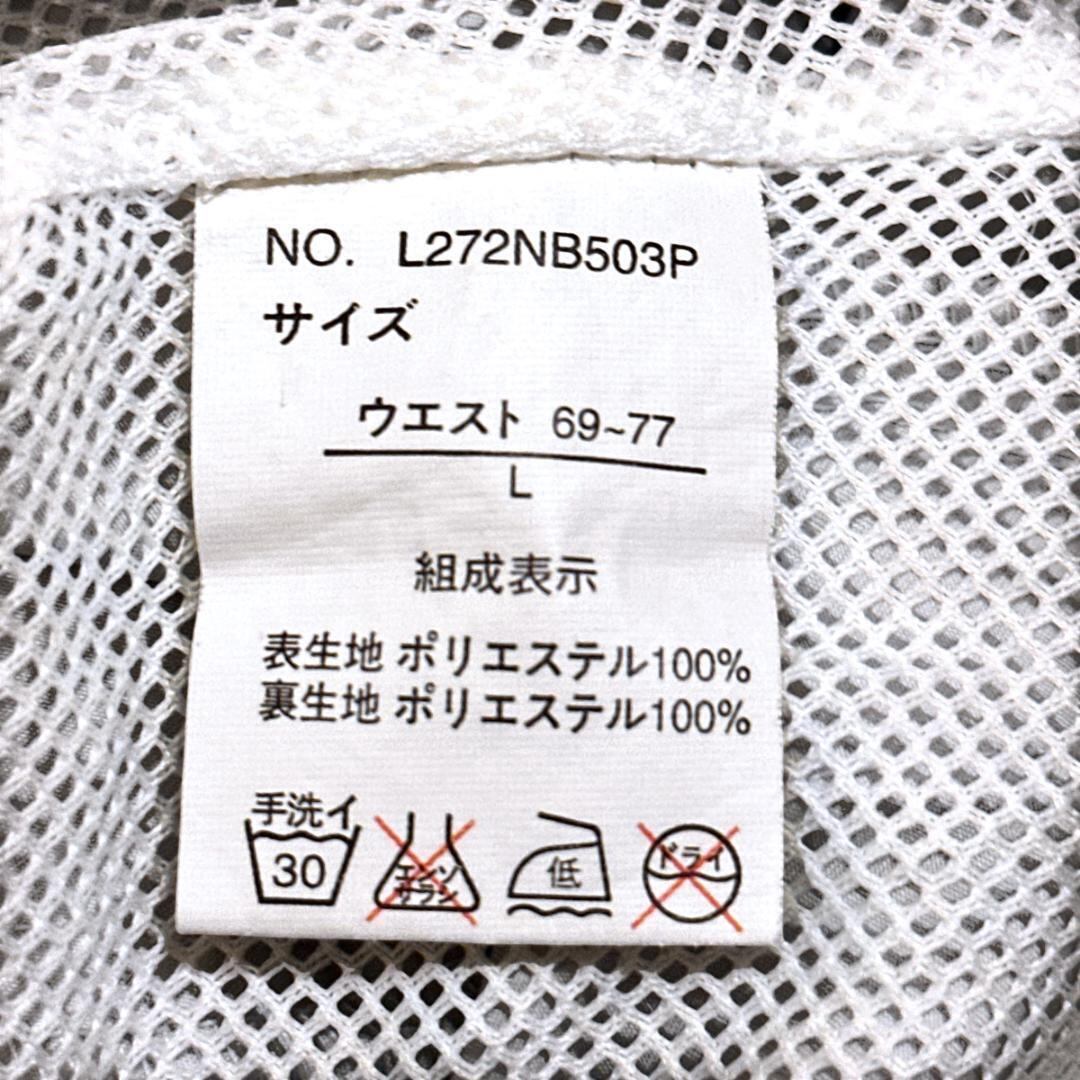 NO. L272NB503P
サイズ
ウエスト 69~77
L
組成表示
表生地 ポリエステル100%
裏生地 ポリエステル100%
手洗イ
30
エンソ
サラシ
低
ドライ